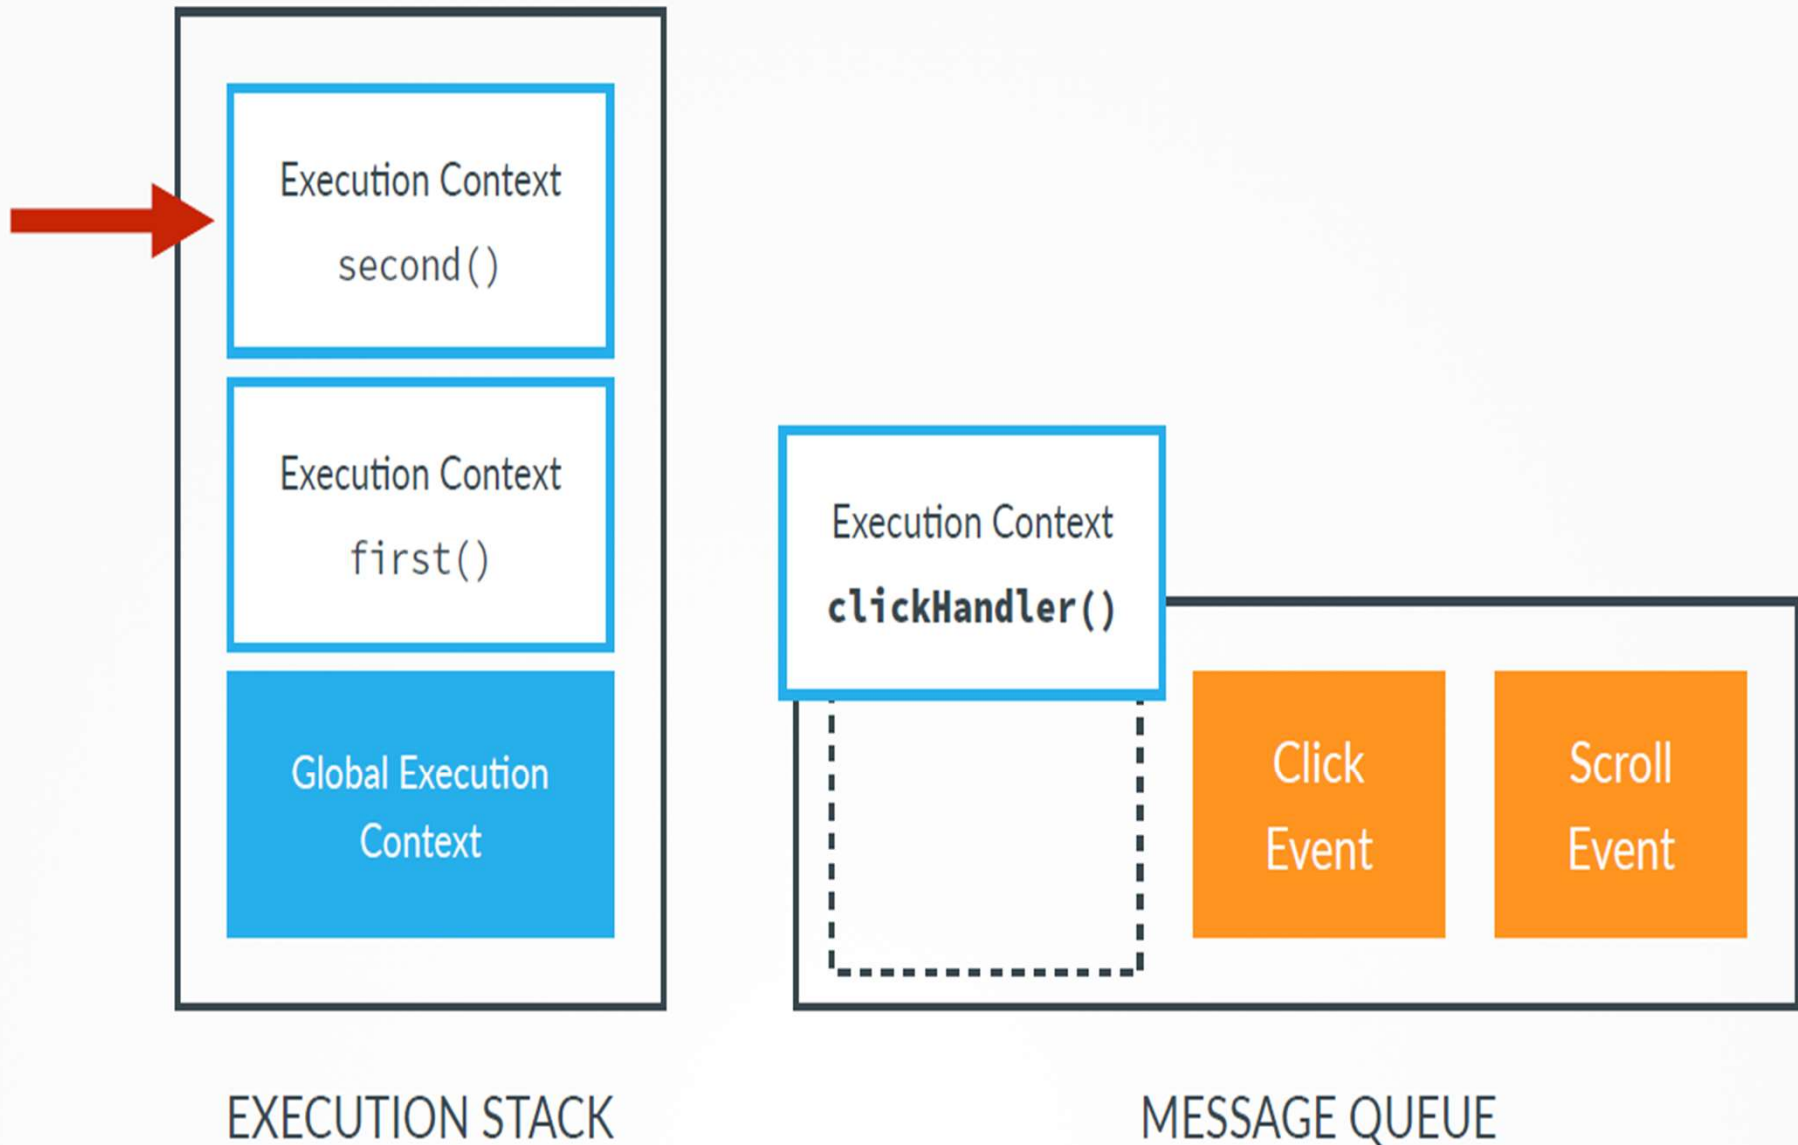 Execution Context
second()
Execution Context
first()
Global Execution
Context
EXECUTION STACK
Execution Context
clickHandler()
Click
Event
Scroll
Event
MESSAGE QUEUE